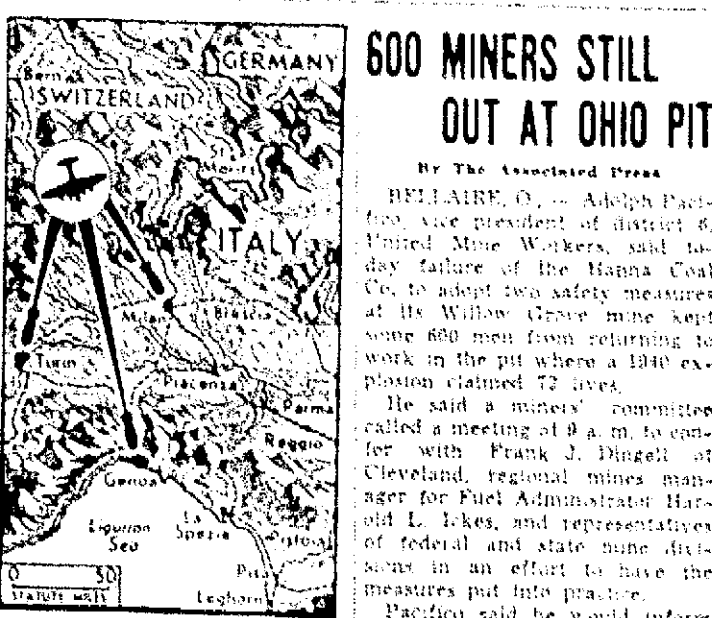 GERMANY
Bern
SWITZERLAND
St.
Moritz
ITALY
Milan
Brescia
Turin
Piacenza
Parma
Reggio
Genoa
Ligurian
Sea
La
Spezia
Pistoia
Pisa
Leghorn
0 50
STATUTE MILES
600 MINERS STILL
OUT AT OHIO PIT
By The Associated Press
BELLAIRE, O., -- Adolph Paci-
fico, vice president of district 6,
United Mine Workers, said to-
day failure of the Hanna Coal
Co. to adopt two safety measures
at its Willow Grove mine kept
some 600 men from returning to
work in the pit where a 1940 ex-
plosion claimed 72 lives.
He said a miners' committee
called a meeting at 9 a. m. to con-
fer with Frank J. Dingell of
Cleveland, regional mines man-
ager for Fuel Administrator Har-
old L. Ickes, and representatives
of federal and state mine divi-
sions in an effort to have the
measures put into practice.
Pacifico said he would inform